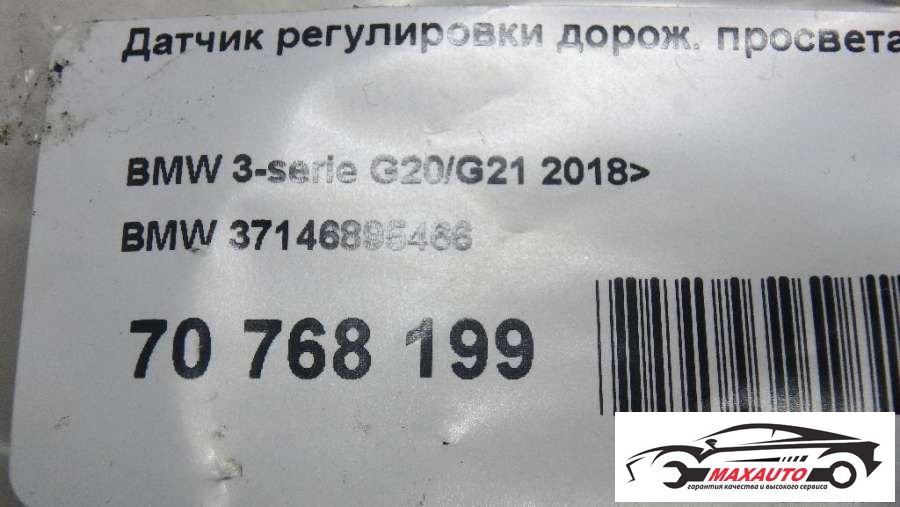 Датчик регулировки дорож. просвета
BMW 3-serie G20/G21 2018>
BMW 37146895466
70 768 199
MAXAUTO
гарантия качества и высокого сервиса